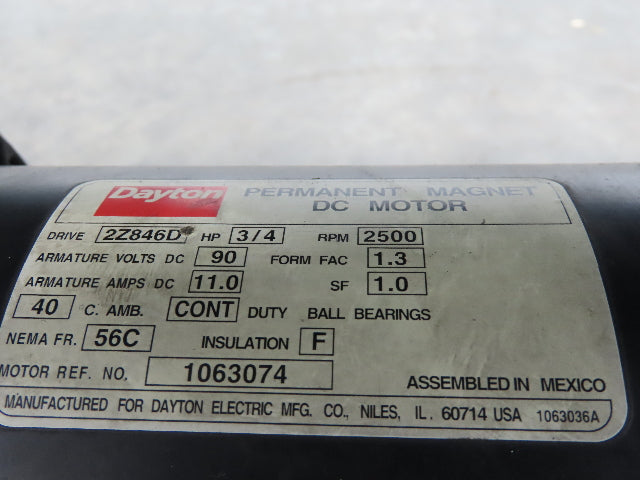 Dayton PERMANENT MAGNET
DC MOTOR
DRIVE 2Z846D HP 3/4 RPM 2500
ARMATURE VOLTS DC 90 FORM FAC 1.3
ARMATURE AMPS DC 11.0 SF 1.0
40 C. AMB. CONT DUTY BALL BEARINGS
NEMA FR. 56C INSULATION F
MOTOR REF. NO. 1063074 ASSEMBLED IN MEXICO
MANUFACTURED FOR DAYTON ELECTRIC MFG. CO., NILES, IL. 60714 USA 1063036A